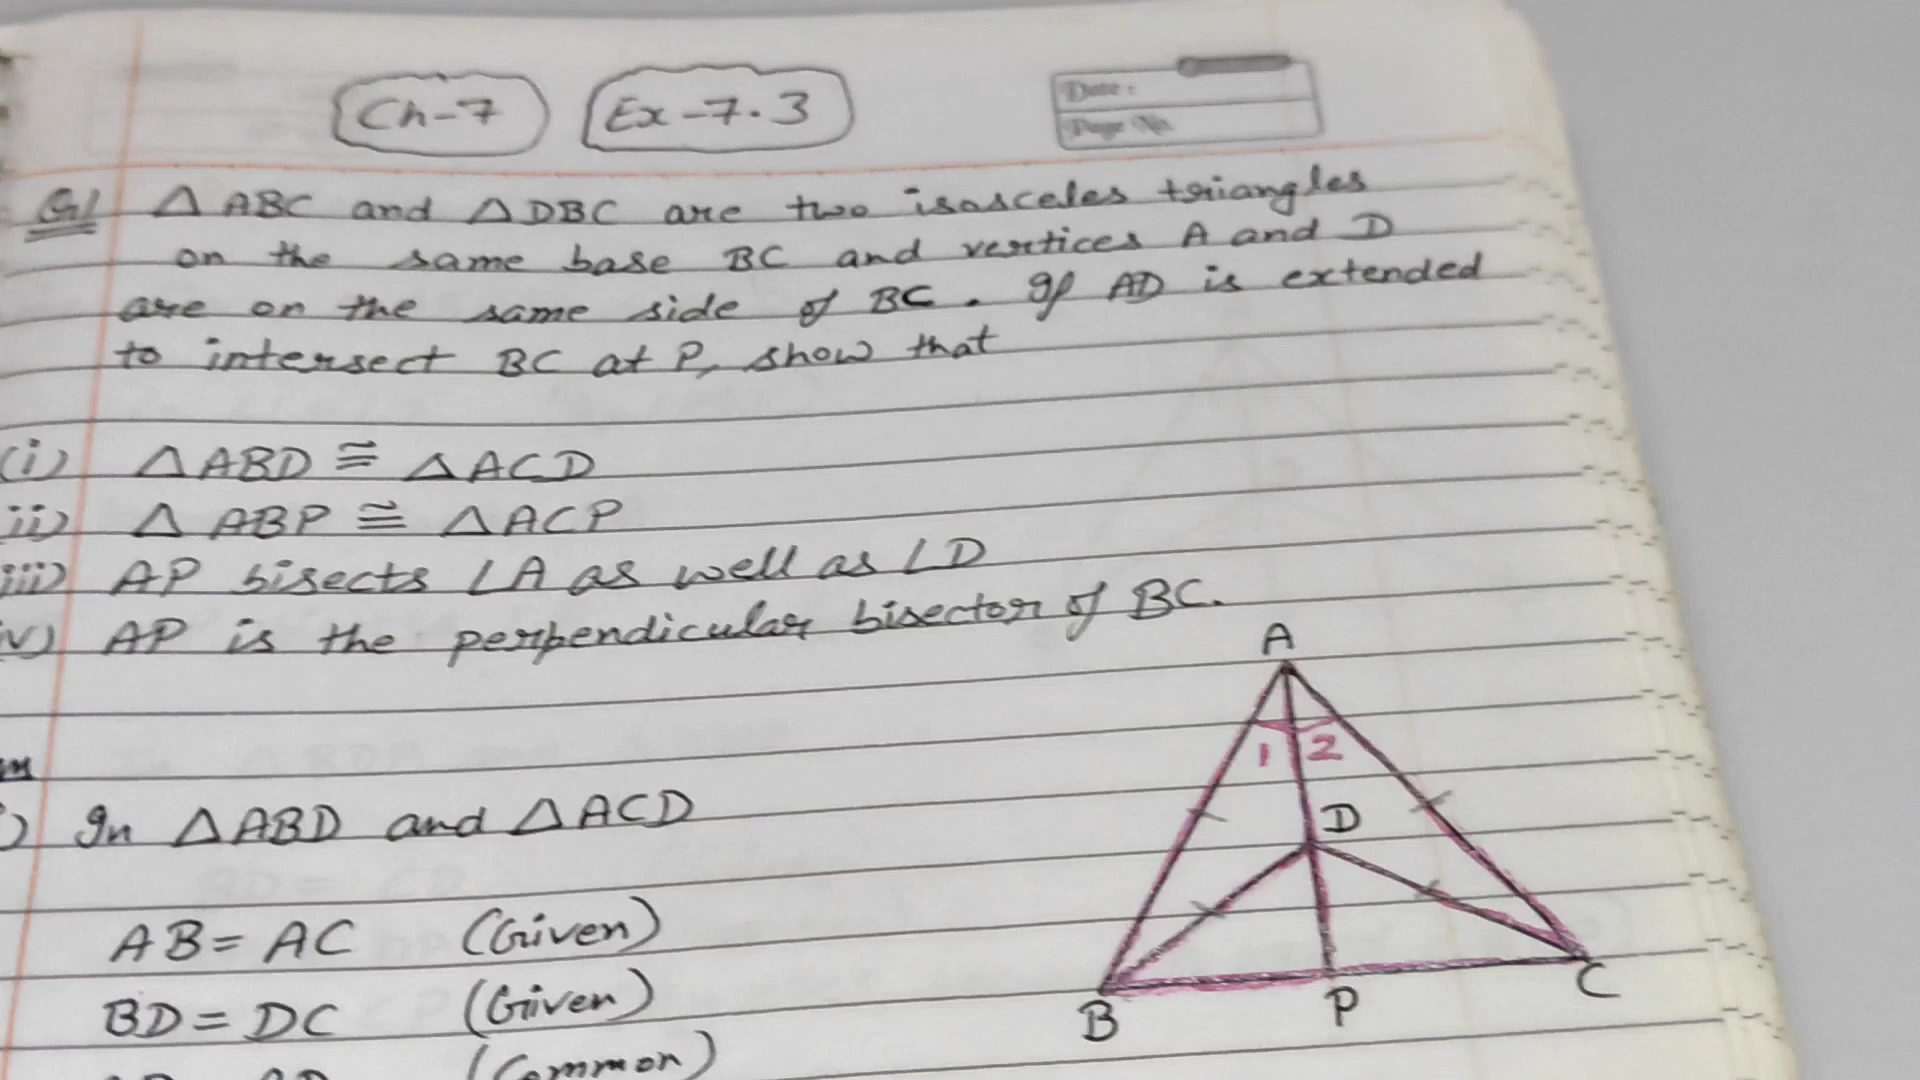 Ch-7 Ex-7.3
Date:
Page No.
Q1 △ABC and △DBC are two isosceles triangles
on the same base BC and vertices A and D
are on the same side of BC. If AD is extended
to intersect BC at P, show that
(i) △ABD ≅ △ACD
ii) △ABP ≅ △ACP
iii) AP bisects ∠A as well as ∠D
iv) AP is the perpendicular bisector of BC.
A
1 2
D
B P C
) In △ABD and △ACD
AB = AC (Given)
BD = DC (Given)
(Common)